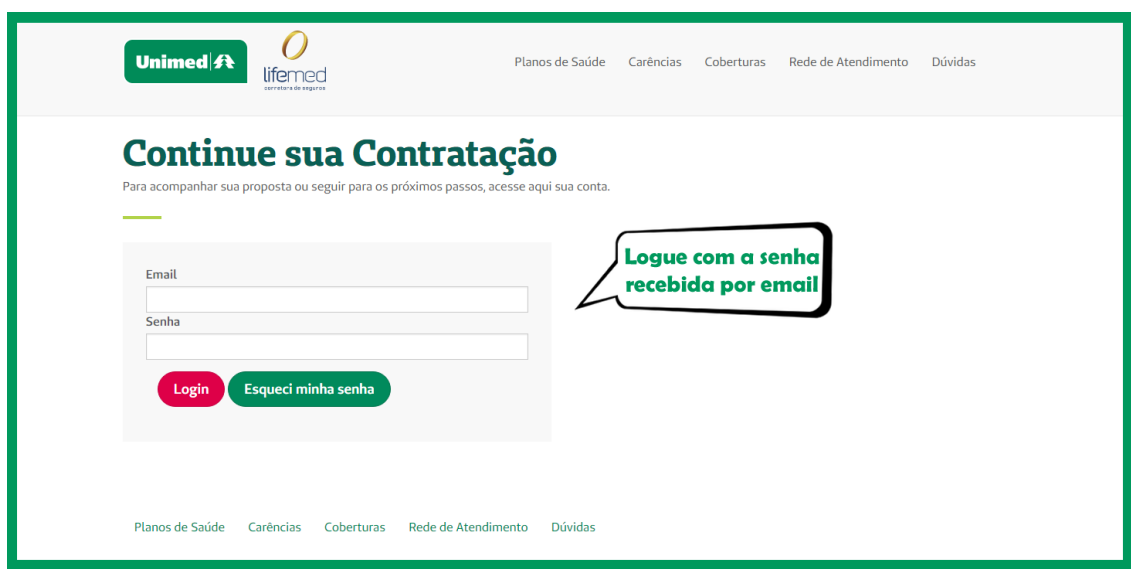 Unimed
lifemed
corretora de seguros
Planos de Saúde Carências Coberturas Rede de Atendimento Dúvidas
Continue sua Contratação
Para acompanhar sua proposta ou seguir para os próximos passos, acesse aqui sua conta.
Logue com a senha
recebida por email
Email
Senha
Login Esqueci minha senha
Planos de Saúde Carências Coberturas Rede de Atendimento Dúvidas